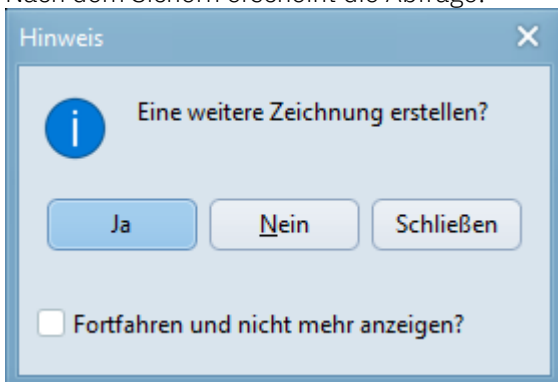 Nach dem Sichern erscheint die Abfrage:
Hinweis
Eine weitere Zeichnung erstellen?
Ja
Nein
Schließen
Fortfahren und nicht mehr anzeigen?